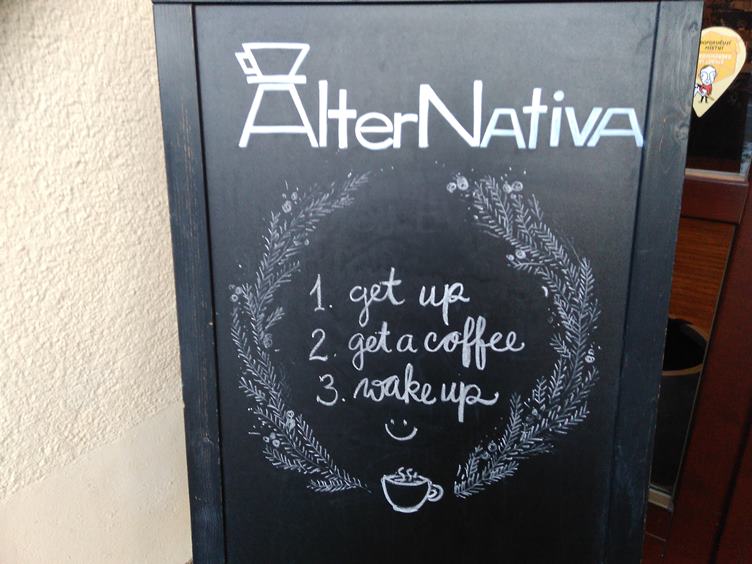 AlterNativa
1. get up
2. get a coffee
3. wake up